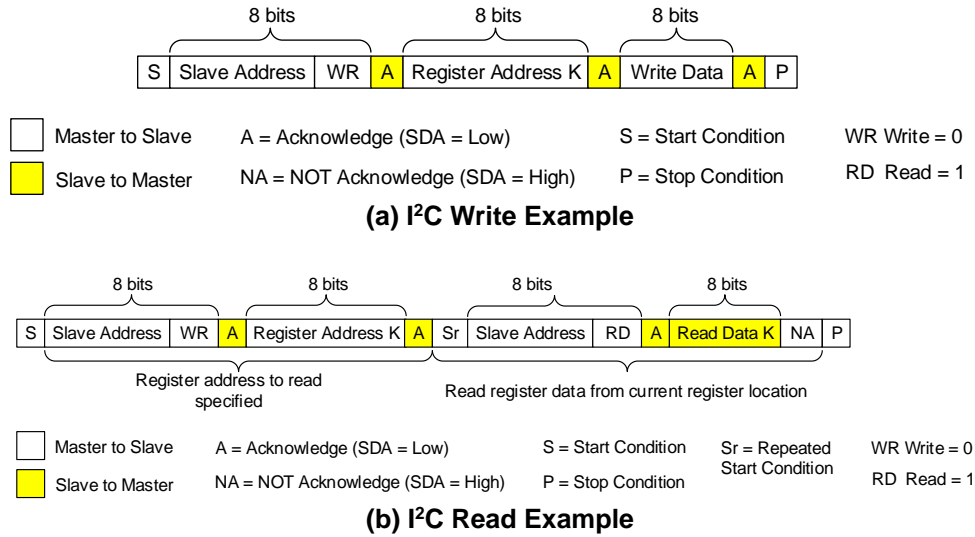 8 bits 8 bits 8 bits
S Slave Address WR A Register Address K A Write Data A P
Master to Slave A = Acknowledge (SDA = Low) S = Start Condition WR Write = 0
Slave to Master NA = NOT Acknowledge (SDA = High) P = Stop Condition RD Read = 1
(a) I²C Write Example
8 bits 8 bits 8 bits 8 bits
S Slave Address WR A Register Address K A Sr Slave Address RD A Read Data K NA P
Register address to read
specified
Read register data from current register location
Master to Slave A = Acknowledge (SDA = Low) S = Start Condition Sr = Repeated
Start Condition WR Write = 0
Slave to Master NA = NOT Acknowledge (SDA = High) P = Stop Condition RD Read = 1
(b) I²C Read Example